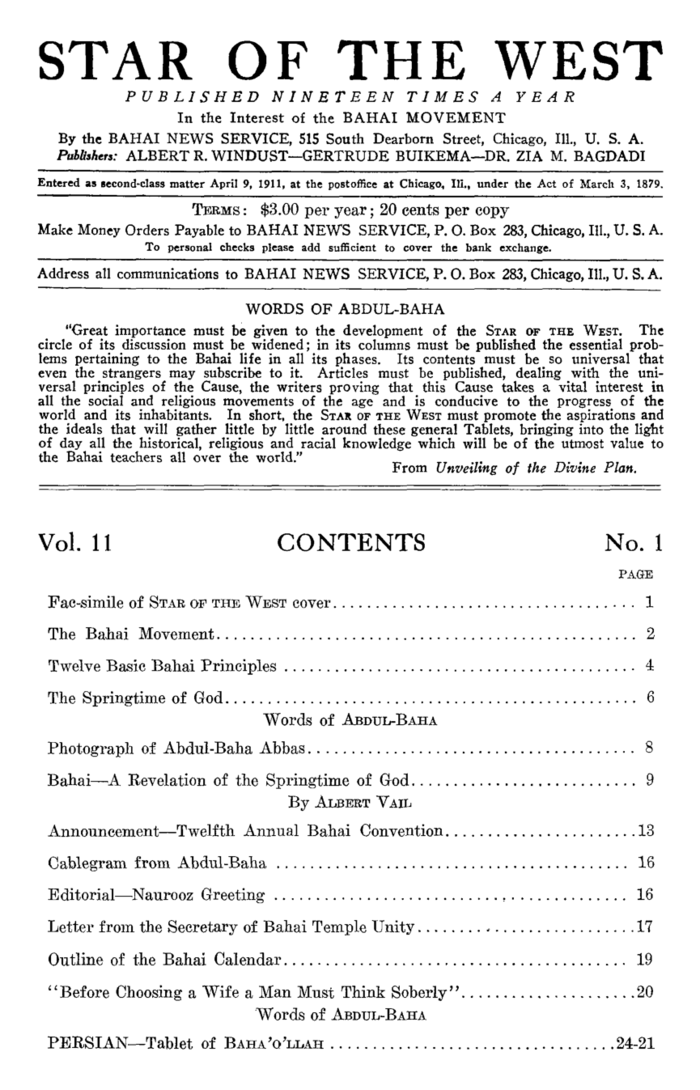 STAR OF THE WEST
PUBLISHED NINETEEN TIMES A YEAR
In the Interest of the BAHAI MOVEMENT
By the BAHAI NEWS SERVICE, 515 South Dearborn Street, Chicago, Ill., U. S. A.
Publishers: ALBERT R. WINDUST—GERTRUDE BUIKEMA—DR. ZIA M. BAGDADI
Entered as second-class matter April 9, 1911, at the postoffice at Chicago, Ill., under the Act of March 3, 1879.
TERMS: $3.00 per year; 20 cents per copy
Make Money Orders Payable to BAHAI NEWS SERVICE, P. O. Box 283, Chicago, Ill., U. S. A.
To personal checks please add sufficient to cover the bank exchange.
Address all communications to BAHAI NEWS SERVICE, P. O. Box 283, Chicago, Ill., U. S. A.
WORDS OF ABDUL-BAHA
"Great importance must be given to the development of the STAR OF THE WEST. The
circle of its discussion must be widened; in its columns must be published the essential prob-
lems pertaining to the Bahai life in all its phases. Its contents must be so universal that
even the strangers may subscribe to it. Articles must be published, dealing with the uni-
versal principles of the Cause, the writers proving that this Cause takes a vital interest in
all the social and religious movements of the age and is conducive to the progress of the
world and its inhabitants. In short, the STAR OF THE WEST must promote the aspirations and
the ideals that will gather little by little around these general Tablets, bringing into the light
of day all the historical, religious and racial knowledge which will be of the utmost value to
the Bahai teachers all over the world."
From Unveiling of the Divine Plan.
Vol. 11 CONTENTS No. 1
PAGE
Fac-simile of STAR OF THE WEST cover.................................... 1
The Bahai Movement.................................................. 2
Twelve Basic Bahai Principles .......................................... 4
The Springtime of God................................................. 6
Words of ABDUL-BAHA
Photograph of Abdul-Baha Abbas....................................... 8
Bahai—A Revelation of the Springtime of God........................... 9
By ALBERT VAIL
Announcement—Twelfth Annual Bahai Convention.......................13
Cablegram from Abdul-Baha .......................................... 16
Editorial—Naurooz Greeting .......................................... 16
Letter from the Secretary of Bahai Temple Unity..........................17
Outline of the Bahai Calendar......................................... 19
"Before Choosing a Wife a Man Must Think Soberly".....................20
Words of ABDUL-BAHA
PERSIAN—Tablet of BAHA'O'LLAH ..................................24-21